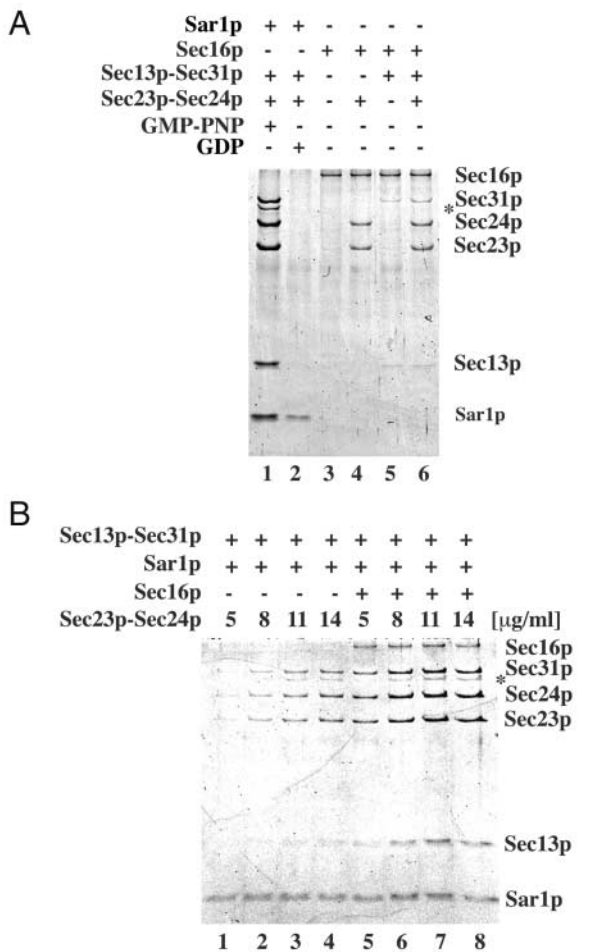 A
Sar1p + + - - - -
Sec16p - - + + + +
Sec13p-Sec31p + + - - + +
Sec23p-Sec24p + + - + - +
GMP-PNP + - - - - -
GDP - + - - - -
Sec16p
Sec31p
*
Sec24p
Sec23p
Sec13p
Sar1p
1 2 3 4 5 6
B
Sec13p-Sec31p + + + + + + + +
Sar1p + + + + + + + +
Sec16p - - - - + + + +
Sec23p-Sec24p 5 8 11 14 5 8 11 14 [µg/ml]
Sec16p
Sec31p
*
Sec24p
Sec23p
Sec13p
Sar1p
1 2 3 4 5 6 7 8